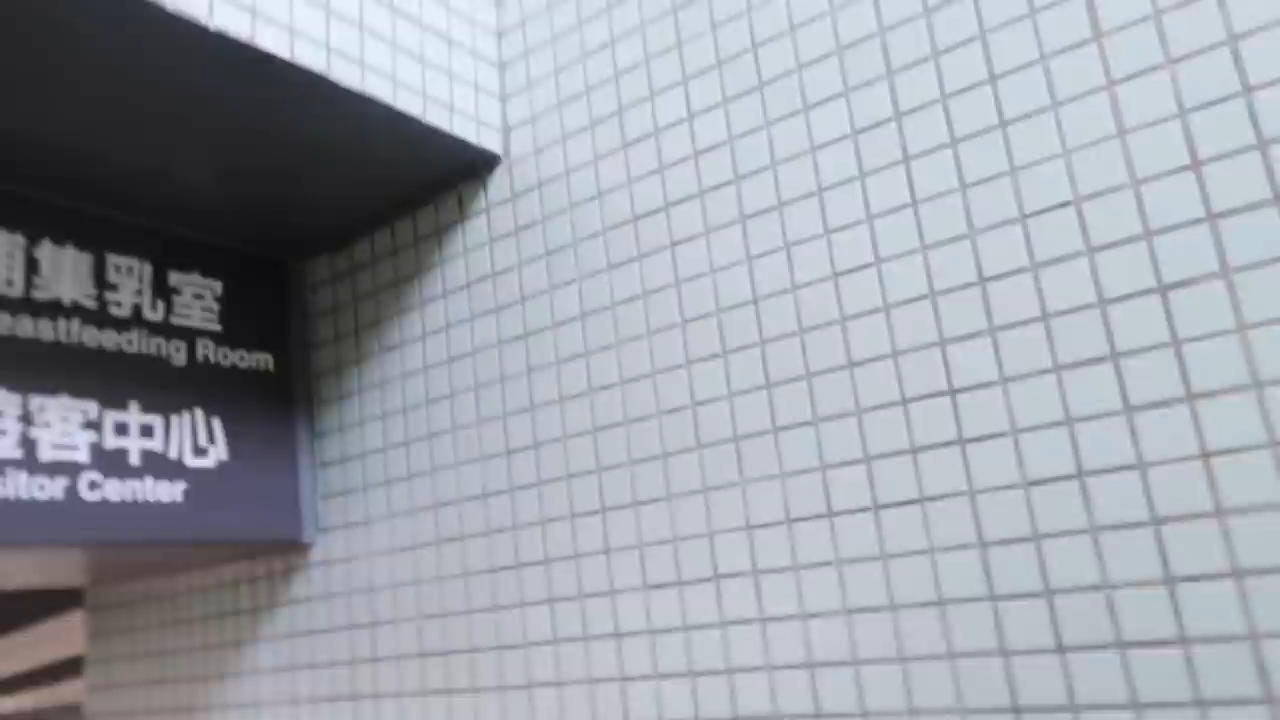 集乳室
eastfeeding Room
客中心
sitor Center